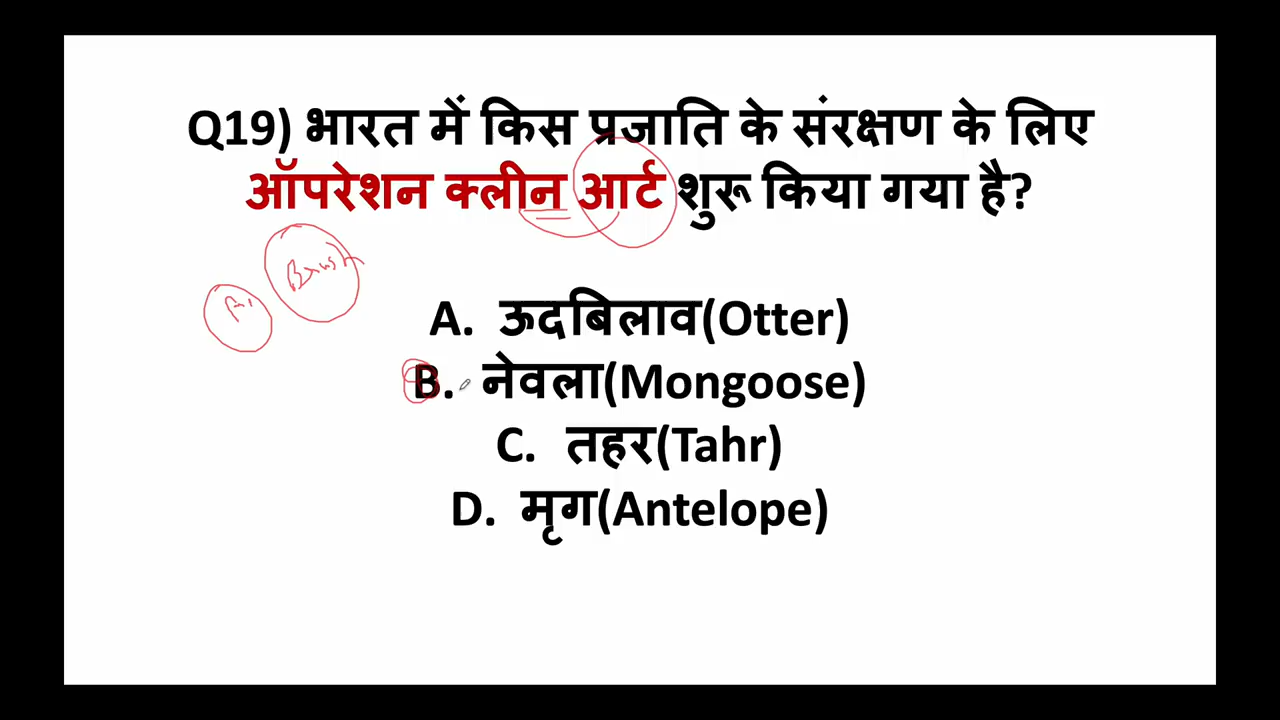 Q19) भारत में किस प्रजाति के संरक्षण के लिए
ऑपरेशन क्लीन आर्ट शुरू किया गया है?
A. ऊदबिलाव(Otter)
B. नेवला(Mongoose)
C. तहर(Tahr)
D. मृग(Antelope)